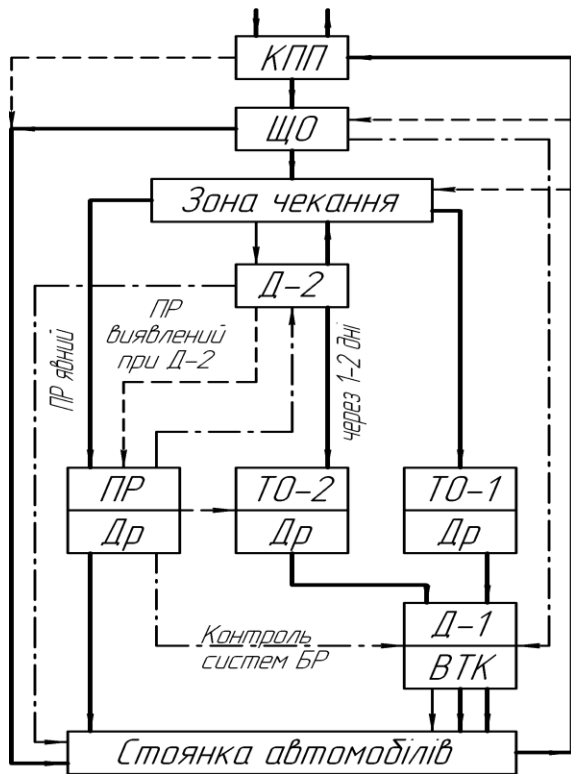 КПП
ЩО
Зона чекання
Д-2
ПР
виявлений
при Д-2
ПР явний
через 1-2 дні
ПР
Др
ТО-2
Др
ТО-1
Др
Контроль
систем БР
Д-1
ВТК
Стоянка автомобілів